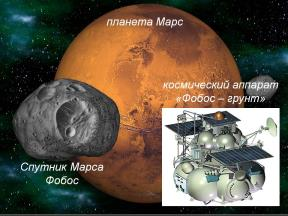 планета Марс
космический аппарат
«Фобос – грунт»
Спутник Марса
Фобос